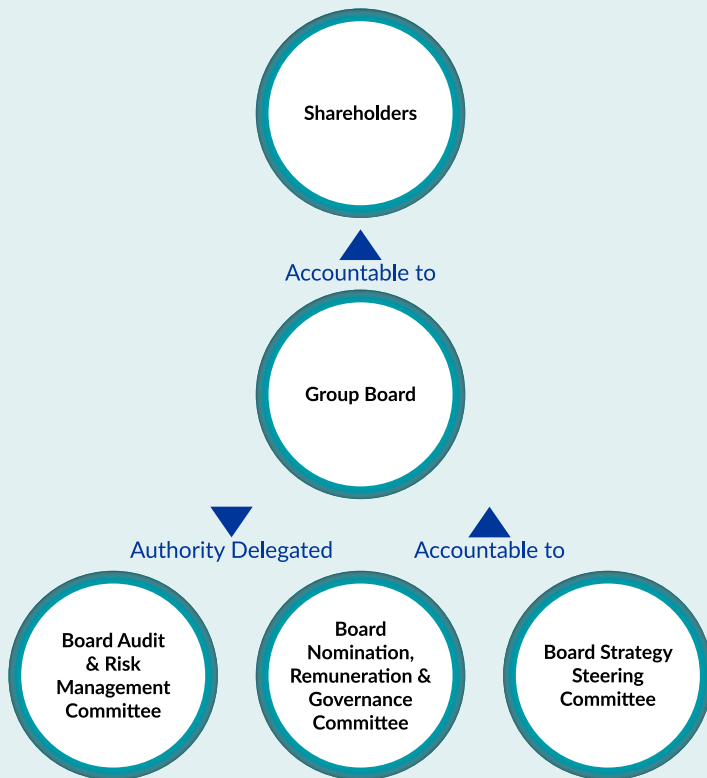 Shareholders
Accountable to
Group Board
Authority Delegated
Accountable to
Board Audit
& Risk
Management
Committee
Board
Nomination,
Remuneration &
Governance
Committee
Board Strategy
Steering
Committee